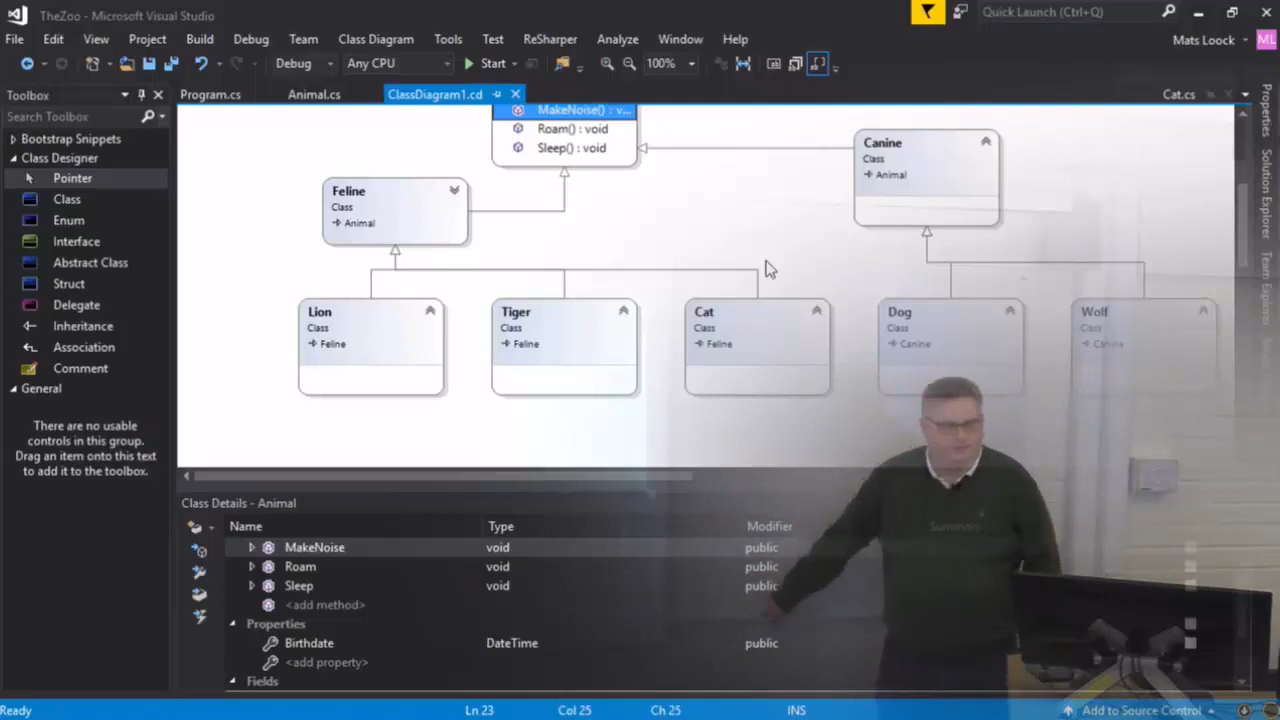 TheZoo - Microsoft Visual Studio
Quick Launch (Ctrl+Q)
File Edit View Project Build Debug Team Class Diagram Tools Test ReSharper Analyze Window Help
Mats Loock ML
Debug Any CPU Start 100%
Toolbox
Program.cs Animal.cs ClassDiagram1.cd Cat.cs
Search Toolbox
Bootstrap Snippets
Class Designer
Pointer
Class
Enum
Interface
Abstract Class
Struct
Delegate
Inheritance
Association
Comment
General
There are no usable
controls in this group.
Drag an item onto this text
to add it to the toolbox.
MakeNoise() : v...
Roam() : void
Sleep() : void
Canine
Class
Animal
Feline
Class
Animal
Lion
Class
Feline
Tiger
Class
Feline
Cat
Class
Feline
Dog
Class
Canine
Wolf
Class
Canine
Properties
Solution Explorer
Team Explorer
Class Details - Animal
Name Type Modifier
MakeNoise void public
Roam void public
Sleep void public
<add method>
Properties
Birthdate DateTime public
<add property>
Fields
Summary
Ready Ln 23 Col 25 Ch 25 INS Add to Source Control